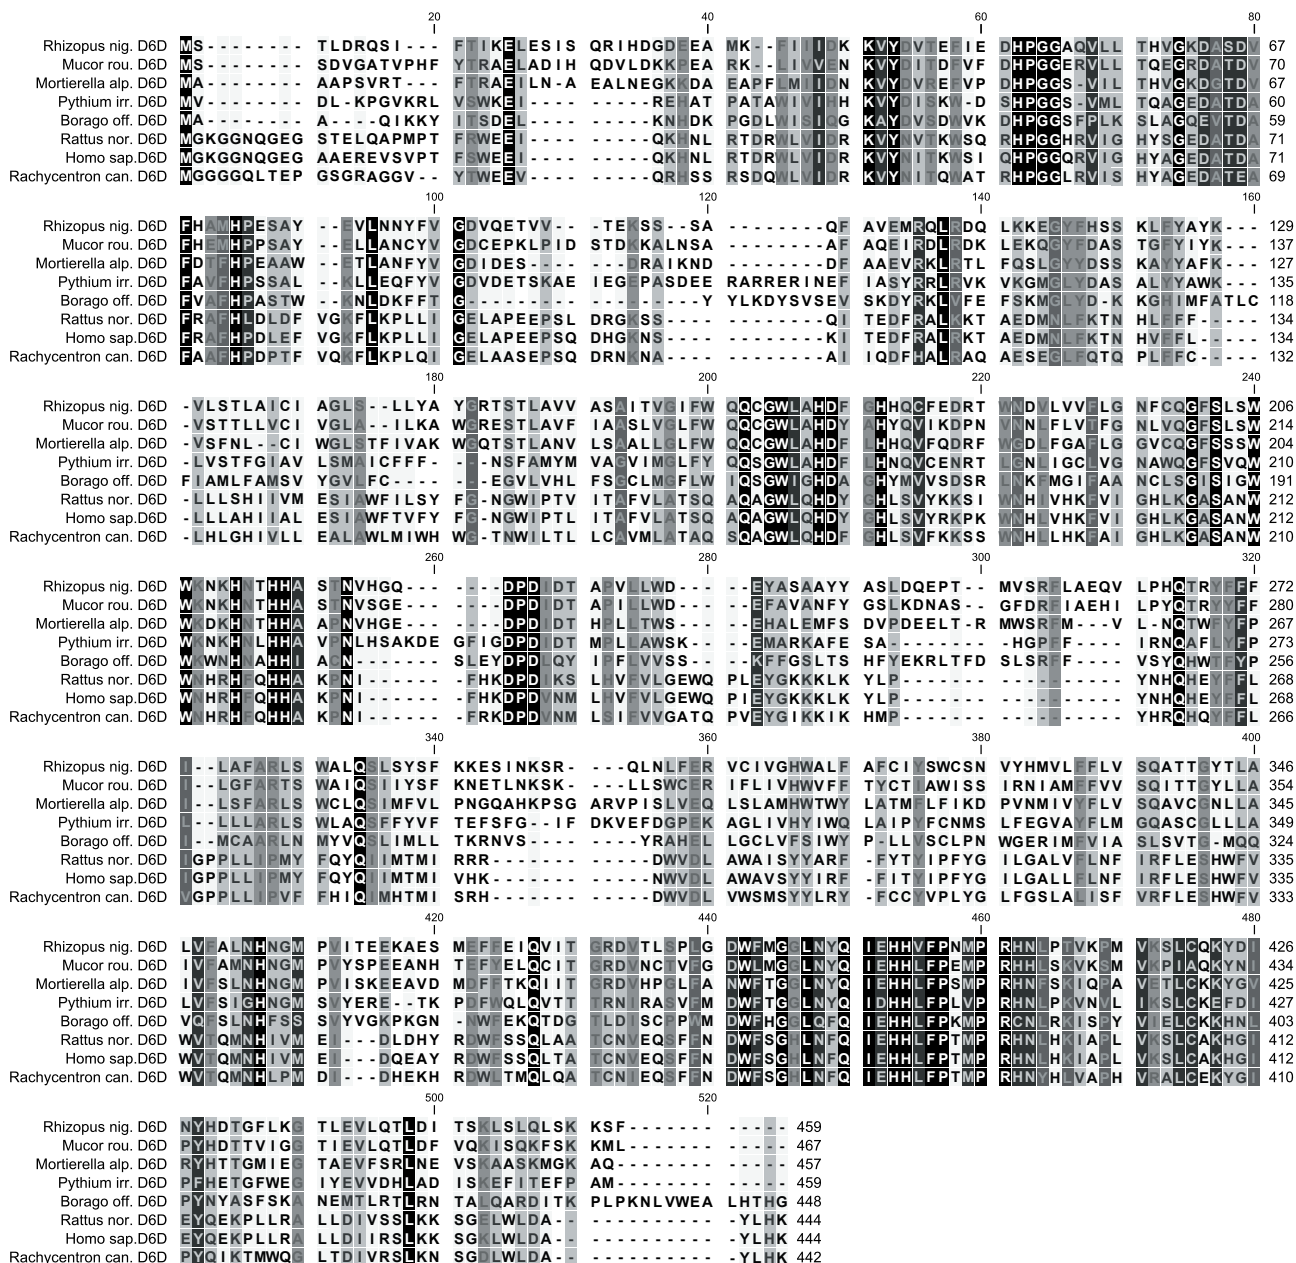 20 40 60 80
Rhizopus nig. D6D MS-------- TLDRQSI--- FTIKELESIS QRIHDGDEEA MK--FIIIDK KVYDVTEFIE DHPGGAQVLL THVGKDASDV 67
Mucor rou. D6D MS-------- SDVGATVPHF YTRAELADIH QDVLDKKPEA RK--LIVVEN KVYDITDFVF DHPGGERVLL TQEGRDATDV 70
Mortierella alp. D6D MA-------- AAPSVRT--- FTRAEILN-A EALNEGKKDA EAPFLMIIDN KVYDVREFVP DHPGGS-VIL THVGKDGTDV 67
Pythium irr. D6D MV-------- DL-KPGVKRL VSWKEI---- ------REHAT PATAWIVIHH KVYDISKW-D SHPGGS-VML TQAGEDATDA 60
Borago off. D6D MA-------- A---QIKKY ITSDEL---- ------KNHDK PGDLWISIQG KAYDVSDWVK DHPGGSFPLK SLAGQEVTDA 59
Rattus nor. D6D MGKGGNQGEG STELQAPMPT FRWEEI---- ------QKHNL RTDRWLVIDR KVYNVTKWSQ RHPGGHRVIG HYSGEDATDA 71
Homo sap.D6D MGKGGNQGEG AAEREVSVPT FSWEEI---- ------QKHNL RTDRWLVIDR KVYNITKWSI QHPGGQRVIG HYAGEDATDA 71
Rachycentron can. D6D MGGGGQLTEP GSGRAGGV-- YTWEEV---- ------QRHSS RSDQWLVIDR KVYNITQWAT RHPGGLRVIS HYAGEDATEA 69
100 120 140 160
Rhizopus nig. D6D FHAMHPESAY --EVLNNYFV GDVQETVV-- --TEKSS--SA --------QF AVEMRQLRDQ LKKEGYFHSS KLFYAYK--- 129
Mucor rou. D6D FHEMHPPSAY --ELLANCYV GDCEPKLPID STDKKALNSA --------QF AQEIRDLRDK LEKQGYFDAS TGFYIYK--- 137
Mortierella alp. D6D FDTFHPEAAW --ETLANFYV GDIDES---- ---DRAIKND --------DF AAEVRKLRTL FQSLGYYDSS KAYYAFK--- 127
Pythium irr. D6D FAVFHPSSAL --KLLEQFYV GDVDETSKAE IEGEPASDEE RARRERINEF IASYRRLRVK VKGMGLYDAS ALYYAWK--- 135
Borago off. D6D FVAFHPASTW --KNLDKFFT G--------- ---------Y YLKDYSVSEV SKDYRKLVFE FSKMGLYD-K KGHIMFATLC 118
Rattus nor. D6D FRAFHLDLDF VGKFLKPLLI GELAPEEPSL DRGKSS---- --------QI TEDFRALKKT AEDMNLFKTN HLFFF----- 134
Homo sap.D6D FRAFHPDLEF VGKFLKPLLI GELAPEEPSQ DHGKNS---- --------KI TEDFRALRKT AEDMNLFKTN HVFFL----- 134
Rachycentron can. D6D FAAFHPDPTF VQKFLKPLQI GELAASEPSQ DRNKNA---- --------AI IQDFHALRAQ AESEGLFQTQ PLFFC----- 132
180 200 220 240
Rhizopus nig. D6D -VLSTLAICI AGLS--LLYA YGRTSTLAVV ASAITVGIFW QQCGWLAHDF GHHQCFEDRT WNDVLVVFLG NFCQGFSLSW 206
Mucor rou. D6D -VSTTLLVCI VGLA--ILKA WGRESTLAVF IAASLVGLFW QQCGWLAHDY AHYQVIKDPN VNNLFLVTFG NLVQGFSLSW 214
Mortierella alp. D6D -VSFNL--CI WGLSTFIVAK WGQTSTLANV LSAALLGLFW QQCGWLAHDF LHHQVFQDRF WGDLFGAFLG GVCQGFSSSW 204
Pythium irr. D6D -LVSTFGIAV LSMAICFFF- ---NSFAMYM VAGVIMGLFY QQSGWLAHDF LHNQVCENRT LGNLIGCLVG NAWQGFSVQW 210
Borago off. D6D FIAMLFAMSV YGVLFC---- ---EGVLVHL FSGCLMGFLW IQSGWIGHDA GHYMVVSDSR LNKFMGIFAA NCLSGISIGW 191
Rattus nor. D6D -LLLSHIIVM ESIAWFILSY FG-NGWIPTV ITAFVLATSQ AQAGWLQHDY GHLSVYKKSI WNHIVHKFVI GHLKGASANW 212
Homo sap.D6D -LLLAHIIAL ESIAWFTVFY FG-NGWIPTL ITAFVLATSQ AQAGWLQHDY GHLSVYRKPK WNHLVHKFVI GHLKGASANW 212
Rachycentron can. D6D -LHLGHIVLL EALAWLMIWH WG-TNWILTL LCAVMLATAQ SQAGWLQHDF GHLSVFKKSS WNHLLHKFAI GHLKGASANW 210
260 280 300 320
Rhizopus nig. D6D WKNKHNTHHA STNVHGQ--- ----DPDIDT APVLLWD--- --EYASAAYY ASLDQEPT-- MVSRFLAEQV LPHQTRYFFF 272
Mucor rou. D6D WKNKHNTHHA STNVSGE--- ----DPDIDT APILLWD--- --EFAVANFY GSLKDNAS-- GFDRFIAEHI LPYQTRYYFF 280
Mortierella alp. D6D WKDKHNTHHA APNVHGE--- ----DPDIDT HPLLTWS--- --EHALEMFS DVPDEELT-R MWSRFM---V L-NQTWFYFP 267
Pythium irr. D6D WKNKHNLHHA VPNLHSAKDE GFIGDPDIDT MPLLAWSK-- --EMARKAFE SA-------- --HGPFF--- IRNQAFLYFP 273
Borago off. D6D WKWNHNAHHI ACN------- SLEYDPDLQY IPFLVVSS-- --KFFGSLTS HFYEKRLTFD SLSRFF---- VSYQHWTFYP 256
Rattus nor. D6D WNHRHFQHHA KPNI------ -FHKDPDIKS LHVFVLGEWQ PLEYGKKKLK YLP------- ---------- YNHQHEYFFL 268
Homo sap.D6D WNHRHFQHHA KPNI------ -FHKDPDVNM LHVFVLGEWQ PIEYGKKKLK YLP------- ---------- YNHQHEYFFL 268
Rachycentron can. D6D WNHRHFQHHA KPNI------ -FRKDPDVNM LSIFVVGATQ PVEYGIKKIK HMP------- ---------- YHRQHQYFFL 266
340 360 380 400
Rhizopus nig. D6D I--LAFARLS WALQSLSYSF KKESINKSR- ---QLNLFER VCIVGHWALF AFCIYSWCSN VYHMVLFFLV SQATTGYTLA 346
Mucor rou. D6D I--LGFARTS WAIQSIIYSF KNETLNKSK- ----LLSWCER IFLIVHWVFF TYCTIAWISS IRNIAMFFVV SQITTGYLLA 354
Mortierella alp. D6D I--LSFARLS WCLQSIMFVL PNGQAHKPSG ARVPISLVEQ LSLAMHWTWY LATMFLFIKD PVNMIVYFLV SQAVCGNLLA 345
Pythium irr. D6D L--LLLARLS WLAQSFFYVF TEFSFG--IF DKVEFDGPEK AGLIVHYIWQ LAIPYFCNMS LFEGVAYFLM GQASCGLLLA 349
Borago off. D6D I--MCAARLN MYVQSLIMLL TKRNVS---- ----YRAHELL LGCLVFSIWY P-LLVSCLPN WGERIMFVIA SLSVTG-MQQ 324
Rattus nor. D6D IGPPLLIPMY FQYQIIMTMI RRR------- -----DWVDL AWAISYYARF -FYTYIPFYG ILGALVFLNF IRFLESHWFV 335
Homo sap.D6D IGPPLLIPMY FQYQIIMTMI VHK------- -----NWVDL AWAVSYYIRF -FITYIPFYG ILGALLFLNF IRFLESHWFV 335
Rachycentron can. D6D VGPPLLIPVF FHIQIMHTMI SRH------- -----DWVDL VWSMSYYLRY -FCCYVPLYG LFGSLALISF VRFLESHWFV 333
420 440 460 480
Rhizopus nig. D6D LVFALNHNGM PVITEEKAES MEFFEIQVIT GRDVTLSPLG DWFMGGLNYQ IEHHVFPNMP RHNLPTVKPM VKSLCQKYDI 426
Mucor rou. D6D IVFAMNHNGM PVYSPEEANH TEFYELQCIT GRDVNCTVFG DWLMGGLNYQ IEHHLFPEMP RHHLSKVKSM VKPIAQKYNI 434
Mortierella alp. D6D IVFSLNHNGM PVISKEEAVD MDFFTKQIIT GRDVHPGLFA NWFTGGLNYQ IEHHLFPSMP RHNFSKIQPA VETLCKKYGV 425
Pythium irr. D6D LVFSIGHNGM SVYERE--TK PDFWQLQVTT TRNIRASVFM DWFTGGLNYQ IDHHLFPLVP RHNLPKVNVL IKSLCKEFDI 427
Borago off. D6D VQFSLNHFSS SVYVGKPKGN -NWFEKQTDG TLDISCPPWM DWFHGGLQFQ IEHHLFPKMP RCNLRKISPY VIELCKKHNL 403
Rattus nor. D6D WVTQMNHIVM EI---DLDHY RDWFSSQLAA TCNVEQSFFN DWFSGHLNFQ IEHHLFPTMP RHNLHKIAPL VKSLCAKHGI 412
Homo sap.D6D WVTQMNHIVM EI---DQEAY RDWFSSQLTA TCNVEQSFFN DWFSGHLNFQ IEHHLFPTMP RHNLHKIAPL VKSLCAKHGI 412
Rachycentron can. D6D WVTQMNHLPM DI---DHEKH RDWLTMQLQA TCNIEQSFFN DWFSGHLNFQ IEHHLFPTMP RHNYHLVAPH VRALCEKYGI 410
500 520
Rhizopus nig. D6D NYHDTGFLKG TLEVLQTLDI TSKLSLQLSK KSF------- ----- 459
Mucor rou. D6D PYHDTTVIGG TIEVLQTLDF VQKISQKFSK KML------- ----- 467
Mortierella alp. D6D RYHTTGMIEG TAEVFSRLNE VSKAASKMGK AQ-------- ----- 457
Pythium irr. D6D PFHETGFWEG IYEVVDHLAD ISKEFITEFP AM-------- ----- 459
Borago off. D6D PYNYASFSKA NEMTLRTLRN TALQARDITK PLPKNLVWEA LHTHG 448
Rattus nor. D6D EYQEKPLLRA LLDIVSSLKK SGELWLDA-- ---------- -YLHK 444
Homo sap.D6D EYQEKPLLRA LLDIIRSLKK SGKLWLDA-- ---------- -YLHK 444
Rachycentron can. D6D PYQIKTMWQG LTDIVRSLKN SGDLWLDA-- ---------- -YLHK 442